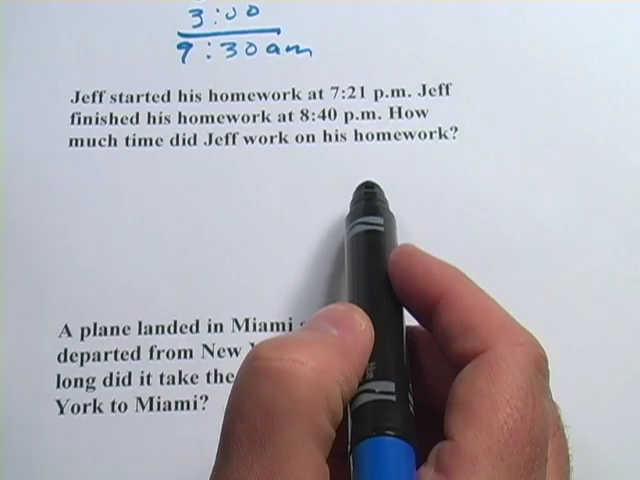 3:00
9:30am
Jeff started his homework at 7:21 p.m. Jeff
finished his homework at 8:40 p.m. How
much time did Jeff work on his homework?
A plane landed in Miami
departed from New
long did it take the
York to Miami?